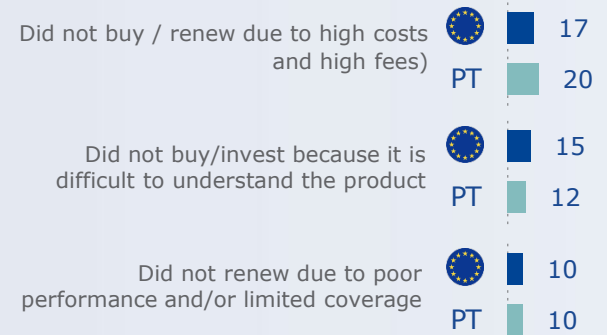 Did not buy / renew due to high costs
and high fees)
17
PT 20
Did not buy/invest because it is
difficult to understand the product
15
PT 12
Did not renew due to poor
performance and/or limited coverage
10
PT 10